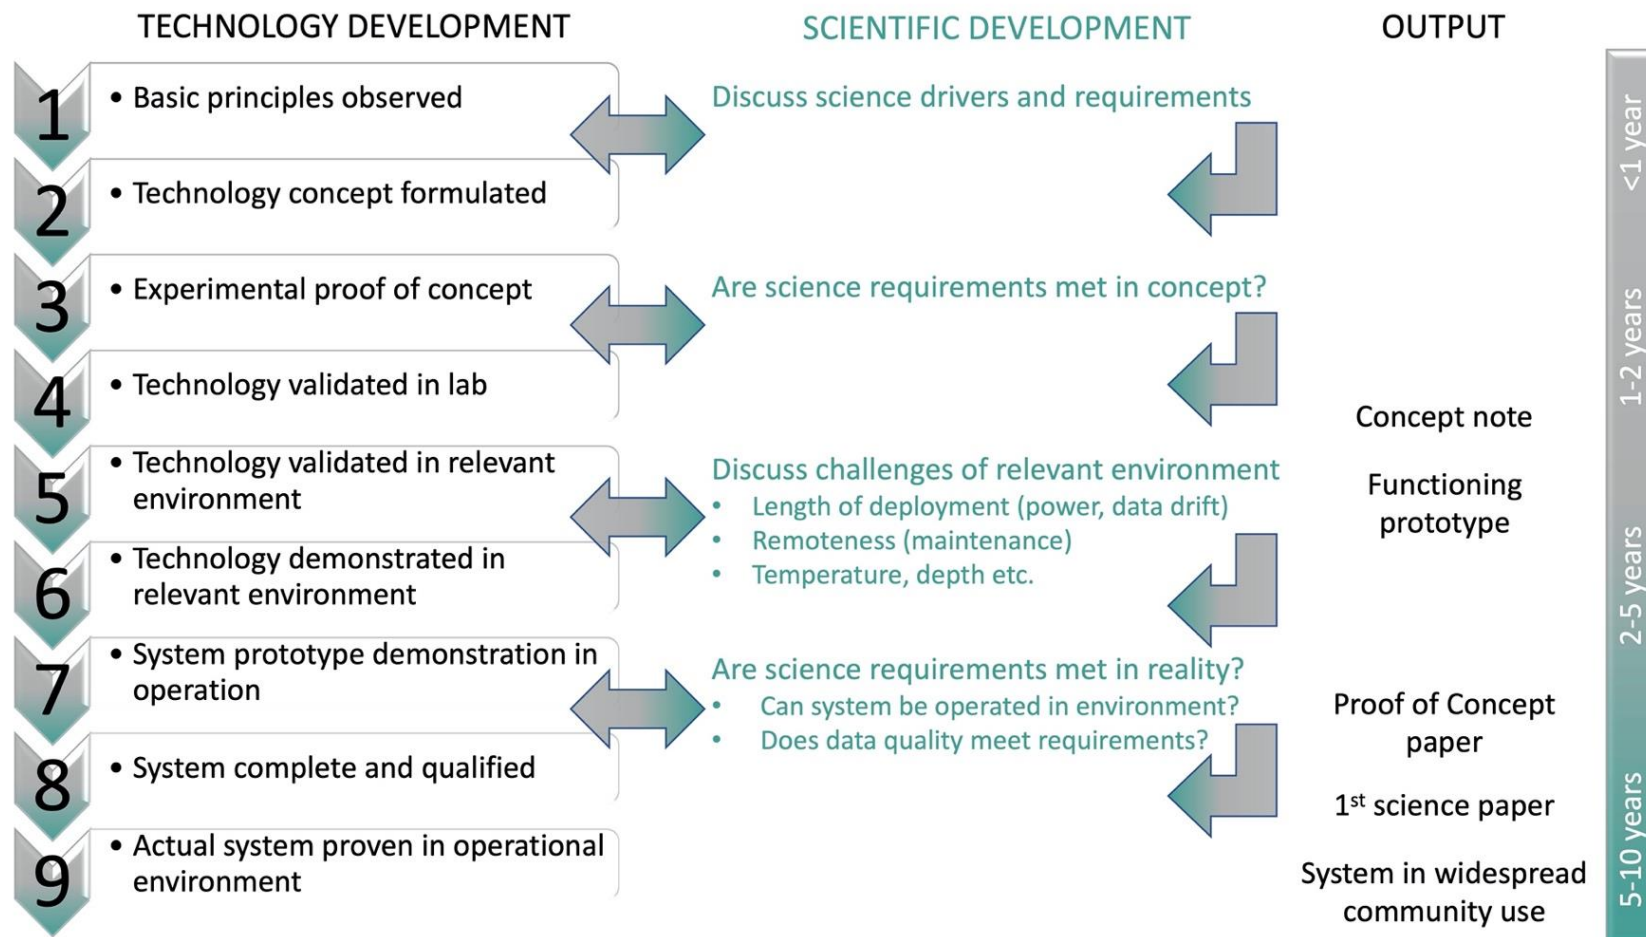 TECHNOLOGY DEVELOPMENT
SCIENTIFIC DEVELOPMENT
OUTPUT
1
• Basic principles observed
Discuss science drivers and requirements
<1 year
2
• Technology concept formulated
3
• Experimental proof of concept
Are science requirements met in concept?
1-2 years
4
• Technology validated in lab
Concept note
5
• Technology validated in relevant
environment
Discuss challenges of relevant environment
• Length of deployment (power, data drift)
• Remoteness (maintenance)
• Temperature, depth etc.
Functioning
prototype
2-5 years
6
• Technology demonstrated in
relevant environment
7
• System prototype demonstration in
operation
Are science requirements met in reality?
• Can system be operated in environment?
• Does data quality meet requirements?
Proof of Concept
paper
8
• System complete and qualified
1st science paper
5-10 years
9
• Actual system proven in operational
environment
System in widespread
community use